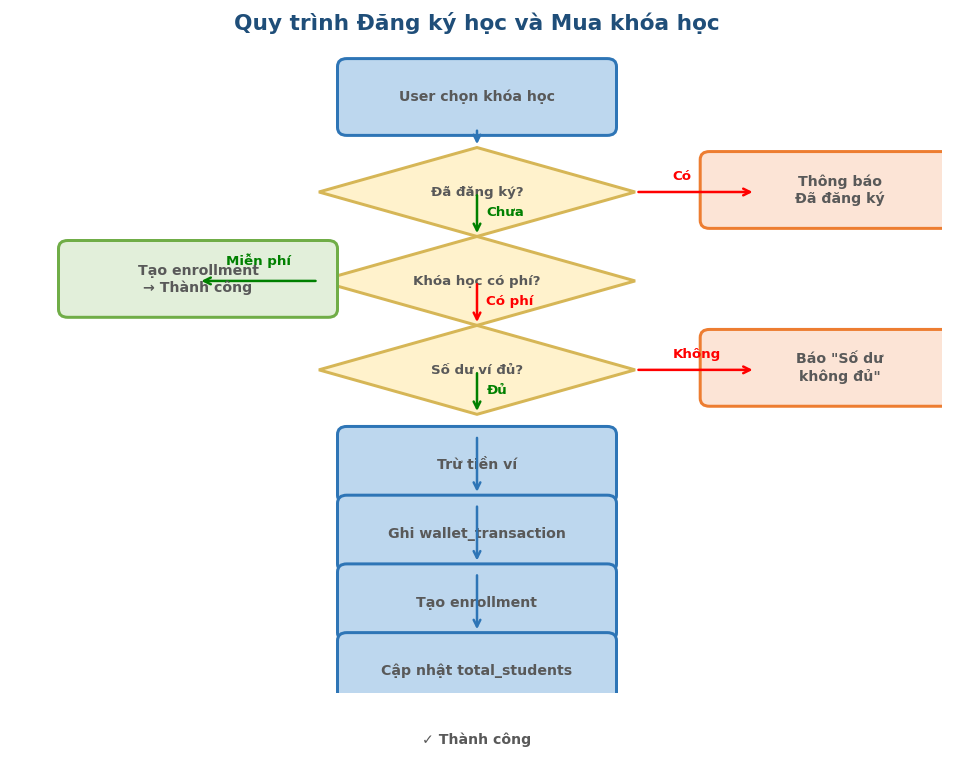 Quy trình Đăng ký học và Mua khóa học
User chọn khóa học
Đã đăng ký?
Có
Thông báo
Đã đăng ký
Chưa
Khóa học có phí?
Miễn phí
Tạo enrollment
→ Thành công
Có phí
Số dư ví đủ?
Không
Báo "Số dư
không đủ"
Đủ
Trừ tiền ví
Ghi wallet_transaction
Tạo enrollment
Cập nhật total_students
✓ Thành công